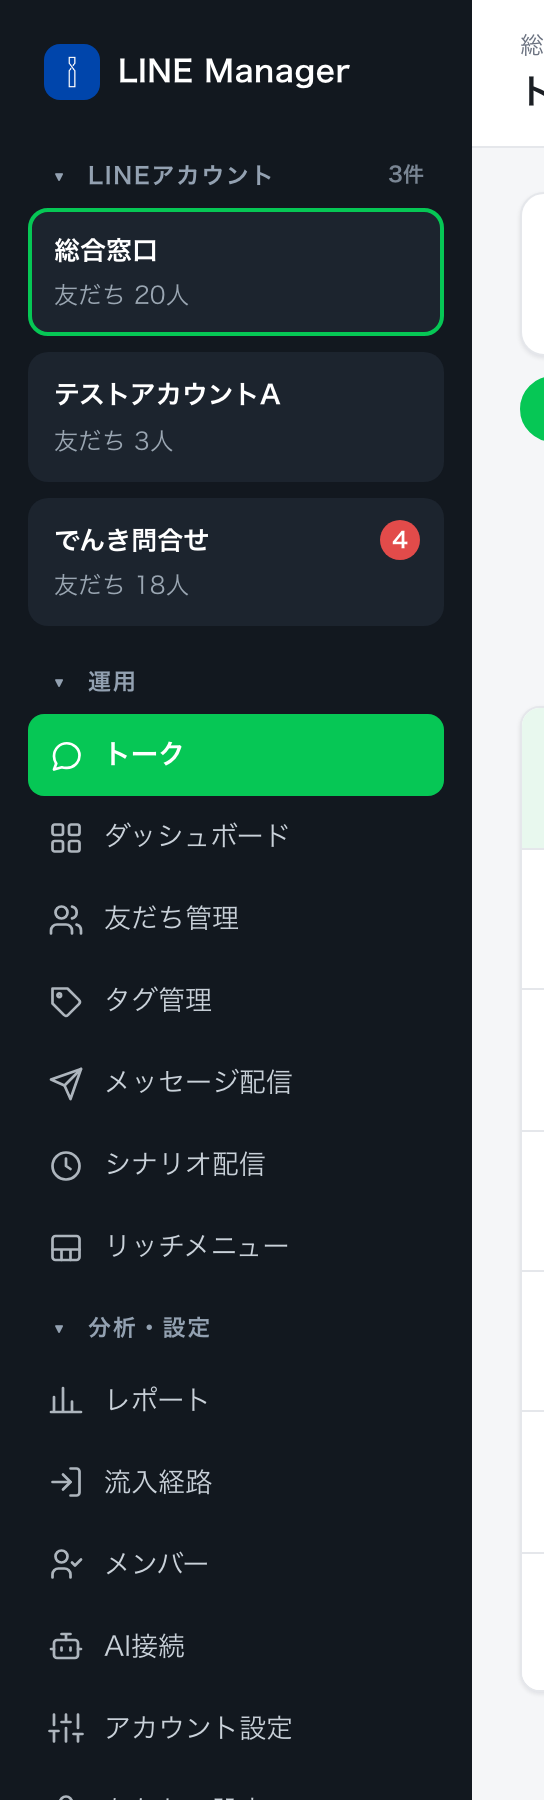 LINE Manager
総
ト
▼ LINEアカウント 3件
総合窓口
友だち 20人
テストアカウントA
友だち 3人
でんき問合せ 4
友だち 18人
▼ 運用
トーク
ダッシュボード
友だち管理
タグ管理
メッセージ配信
シナリオ配信
リッチメニュー
▼ 分析・設定
レポート
流入経路
メンバー
AI接続
アカウント設定